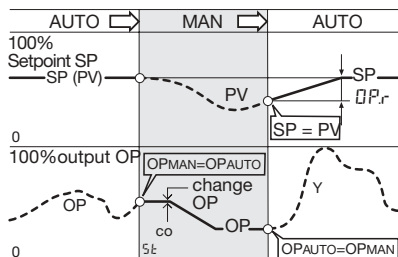 AUTO MAN AUTO
100%
Setpoint SP
SP (PV)
SP
PV
OP.r
SP = PV
0
100%output OP
OPMAN=OPAUTO
change
OP
OP
Y
OP
co
St
OPAUTO=OPMAN
0